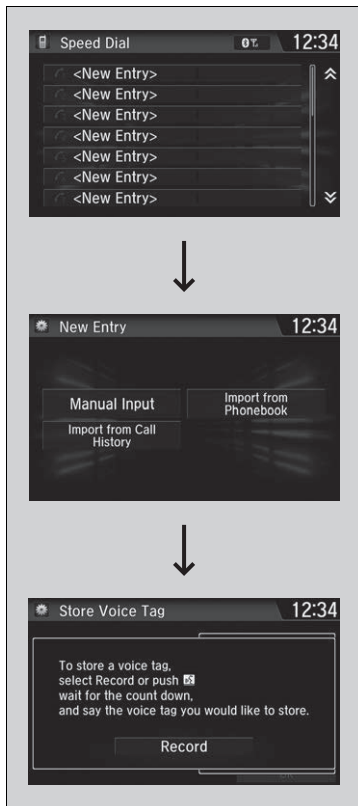 Speed Dial 12:34
<New Entry>
<New Entry>
<New Entry>
<New Entry>
<New Entry>
<New Entry>
<New Entry>
New Entry 12:34
Manual Input
Import from
Phonebook
Import from Call
History
Store Voice Tag 12:34
To store a voice tag,
select Record or push
wait for the count down,
and say the voice tag you would like to store.
Record